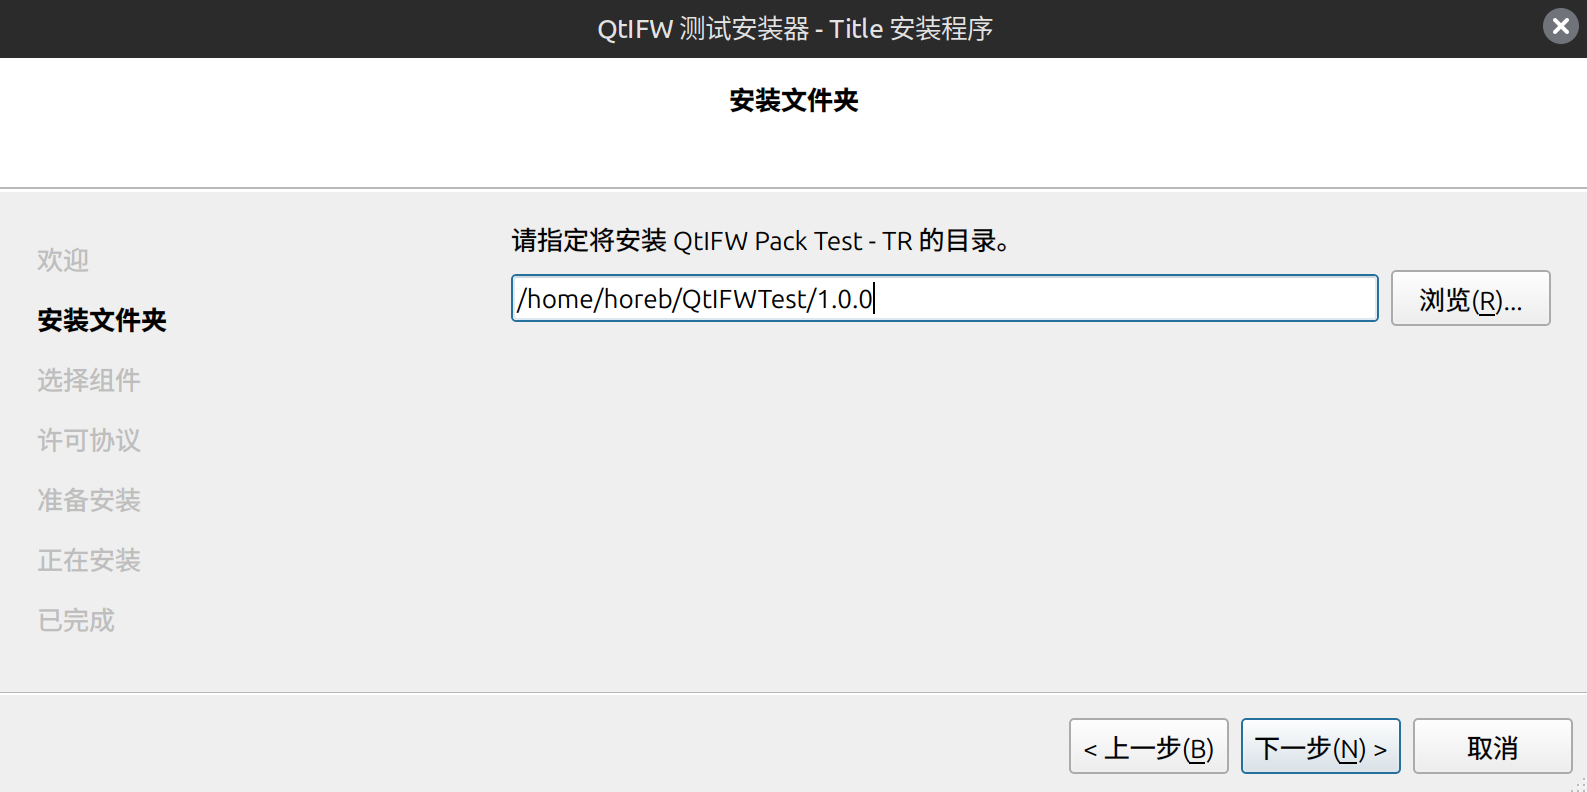 QtIFW 测试安装器 - Title 安装程序
安装文件夹
请指定将安装 QtIFW Pack Test - TR 的目录。
/home/horeb/QtIFWTest/1.0.0
浏览(R)...
欢迎
安装文件夹
选择组件
许可协议
准备安装
正在安装
已完成
< 上一步(B)
下一步(N) >
取消